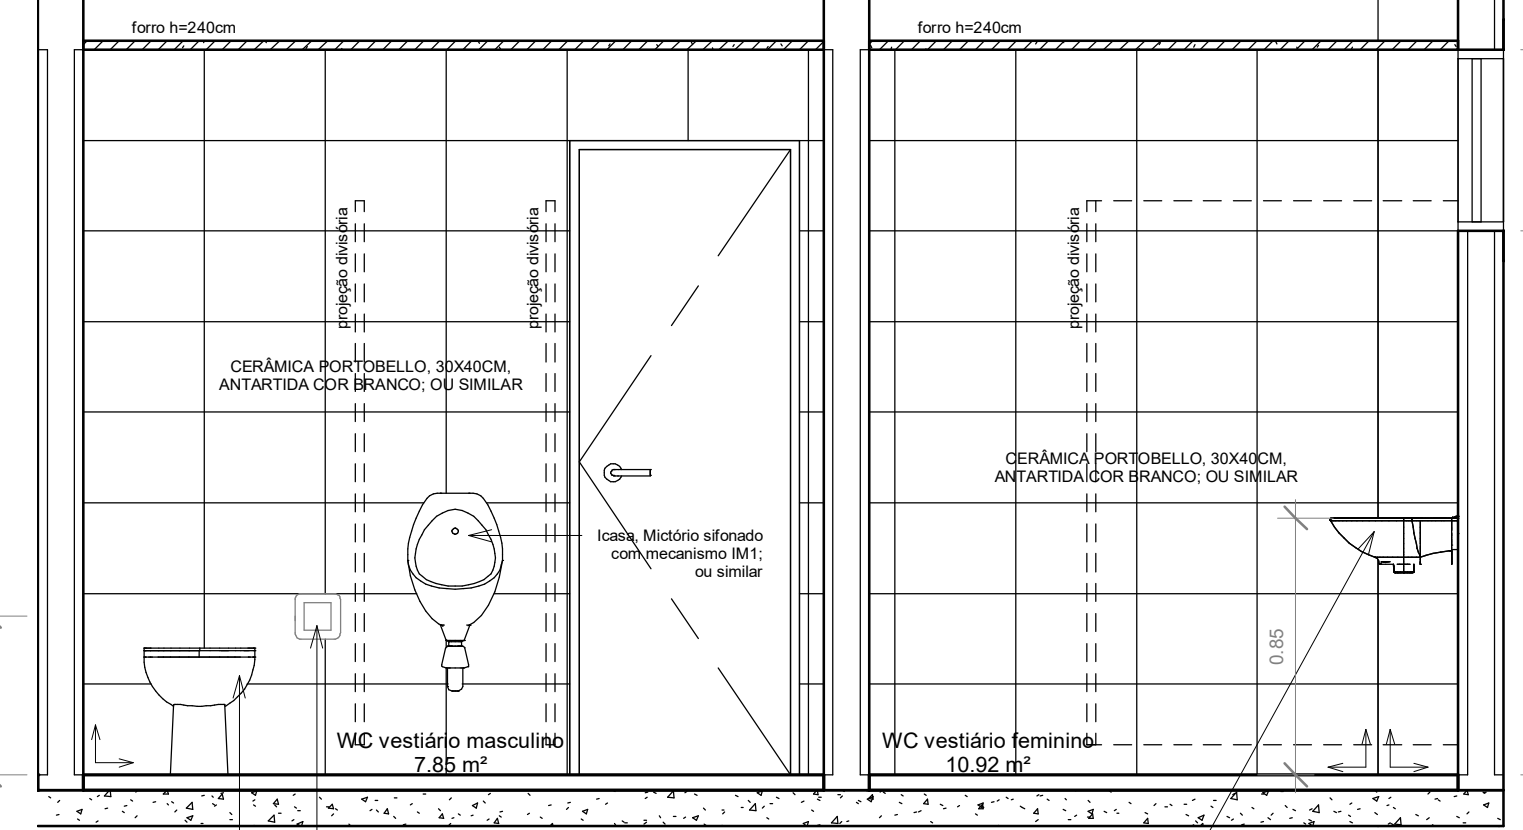 forro h=240cm
forro h=240cm
projeção divisória
projeção divisória
projeção divisória
CERÂMICA PORTOBELLO, 30X40CM,
ANTARTIDA COR BRANCO; OU SIMILAR
CERÂMICA PORTOBELLO, 30X40CM,
ANTARTIDA COR BRANCO; OU SIMILAR
Icasa, Mictório sifonado
com mecanismo IM1;
ou similar
0.85
WC vestiário masculino
7.85 m²
WC vestiário feminino
10.92 m²